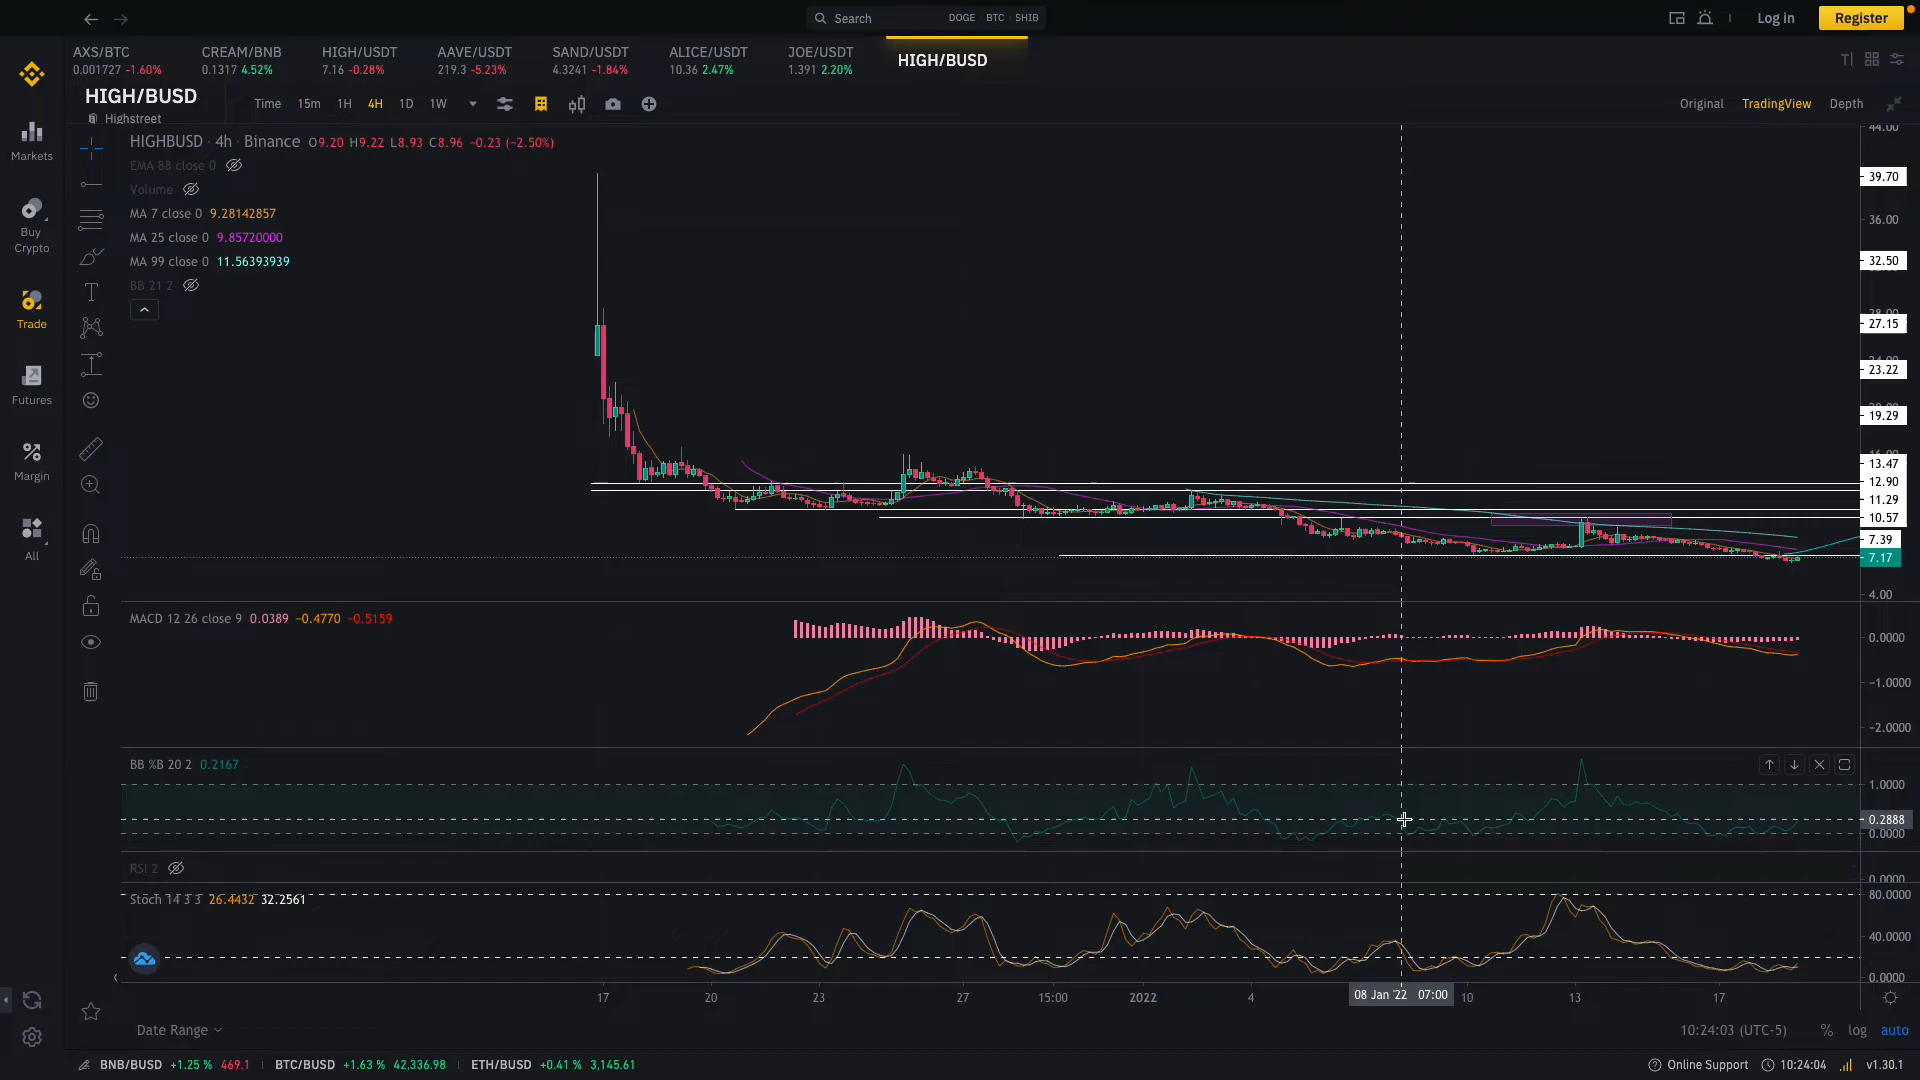 Search DOGE · BTC · SHIB
Log in
Register
AXS/BTC
0.001727 -1.60%
CREAM/BNB
0.1317 4.52%
HIGH/USDT
7.16 -0.28%
AAVE/USDT
219.3 -5.23%
SAND/USDT
4.3241 -1.84%
ALICE/USDT
10.36 2.47%
JOE/USDT
1.391 2.20%
HIGH/BUSD
HIGH/BUSD
Highstreet
Time 15m 1H 4H 1D 1W
Original TradingView Depth
Markets
Buy
Crypto
Trade
Futures
Margin
All
HIGHBUSD · 4h · Binance O9.20 H9.22 L8.93 C8.96 -0.23 (-2.50%)
EMA 88 close 0
Volume
MA 7 close 0 9.28142857
MA 25 close 0 9.85720000
MA 99 close 0 11.56393939
BB 21 2
44.00
39.70
36.00
32.50
27.15
23.22
19.29
13.47
12.90
11.29
10.57
7.39
7.17
4.00
MACD 12 26 close 9 0.0389 -0.4770 -0.5159
0.0000
-1.0000
-2.0000
BB %B 20 2 0.2167
1.0000
0.2888
0.0000
RSI 2
0.0000
Stoch 14 3 3 26.4432 32.2561
80.0000
40.0000
0.0000
17 20 23 27 15:00 2022 4 08 Jan '22 07:00 10 13 17
Date Range
10:24:03 (UTC-5) % log auto
BNB/BUSD +1.25 % 469.1 BTC/BUSD +1.63 % 42,336.98 ETH/BUSD +0.41 % 3,145.61
Online Support 10:24:04 v1.30.1